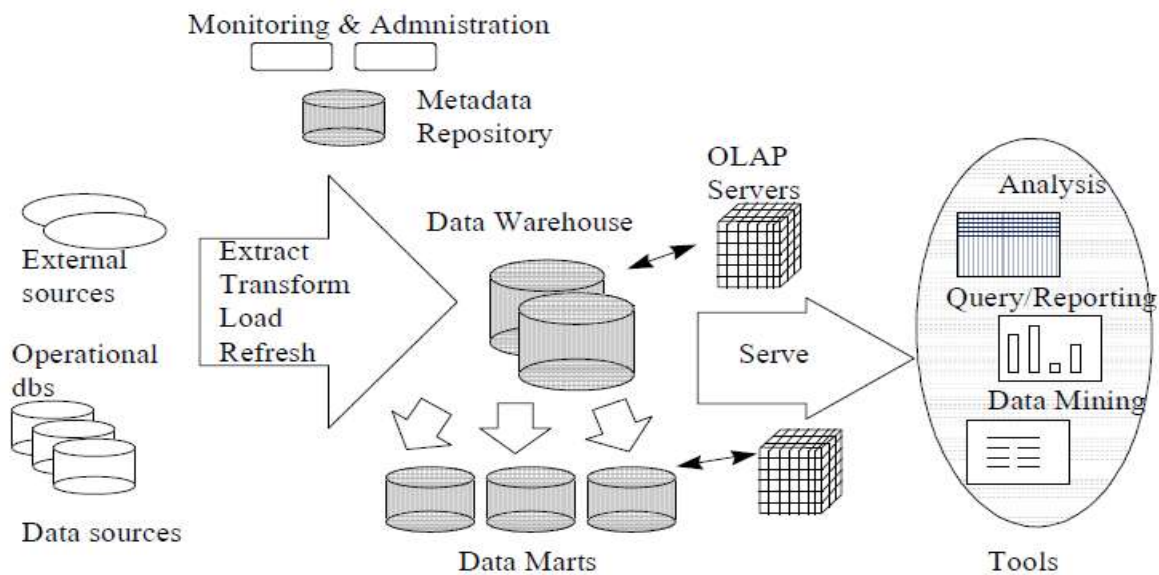 Monitoring & Admnistration
Metadata
Repository
OLAP
Servers
Analysis
Data Warehouse
External
sources
Extract
Transform
Load
Refresh
Query/Reporting
Operational
dbs
Serve
Data Mining
Data sources
Data Marts
Tools